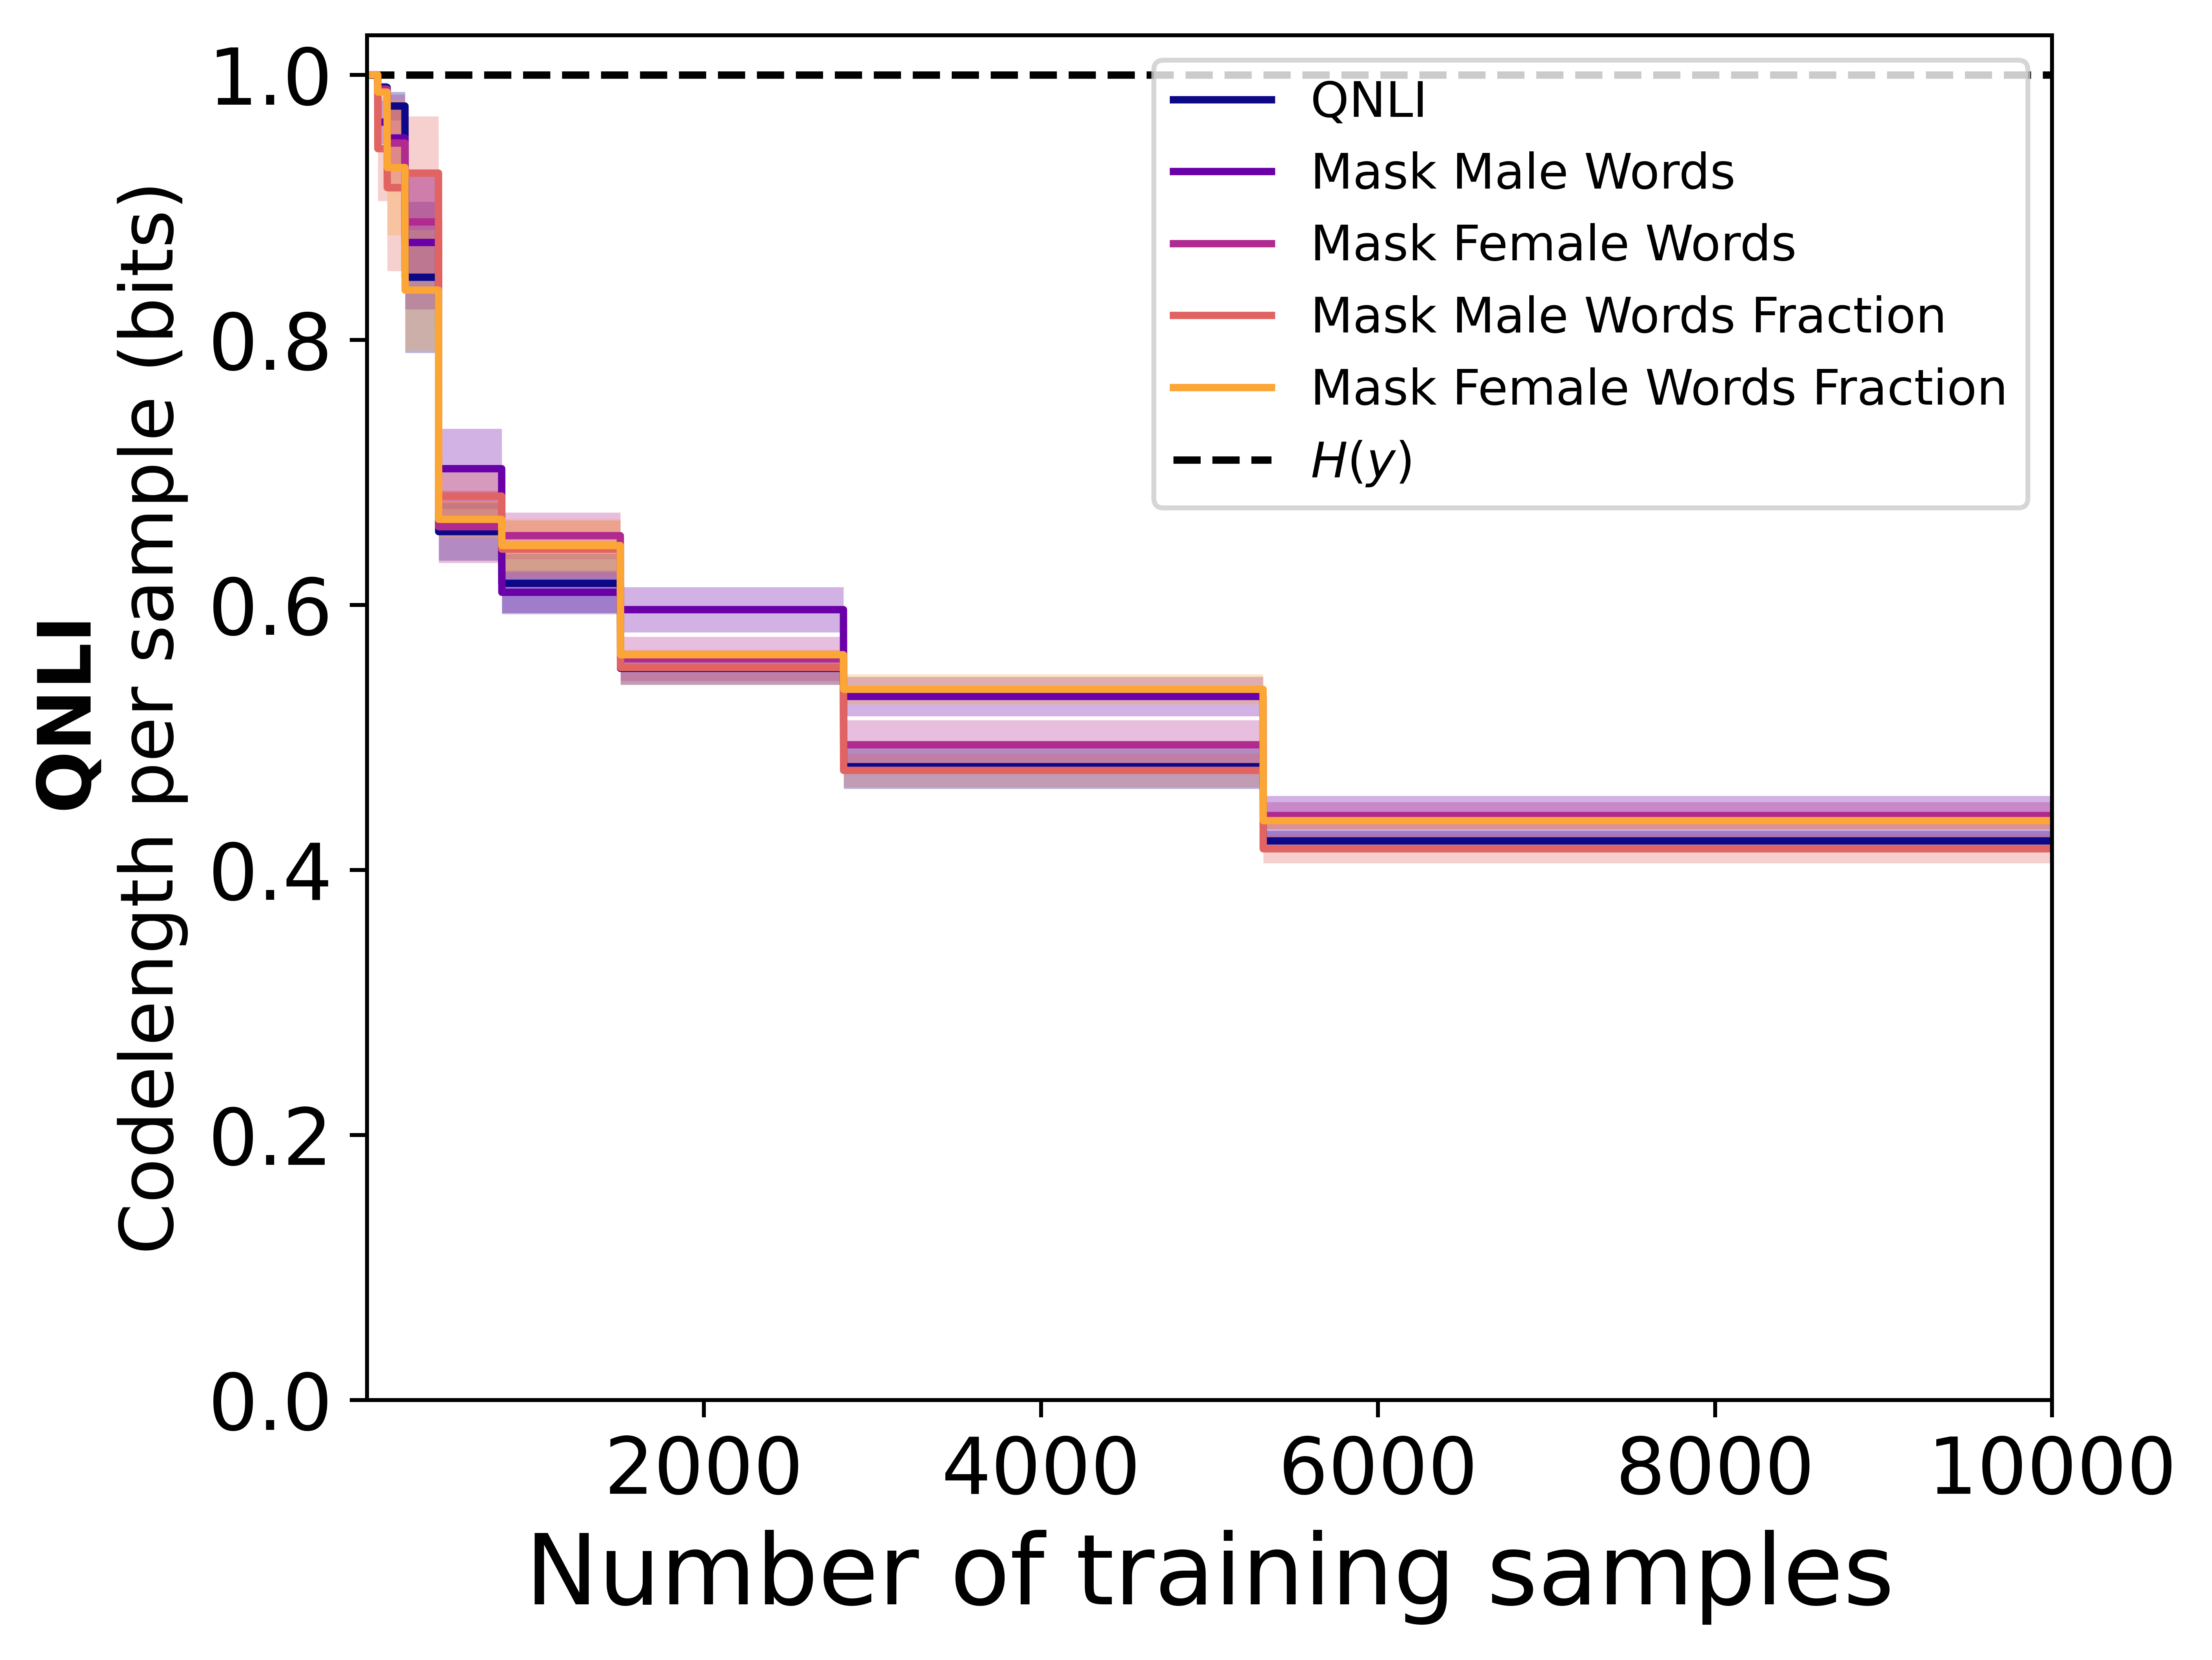 QNLI
Codelength per sample (bits)
1.0
0.8
0.6
0.4
0.2
0.0
QNLI
Mask Male Words
Mask Female Words
Mask Male Words Fraction
Mask Female Words Fraction
H(y)
2000 4000 6000 8000 10000
Number of training samples